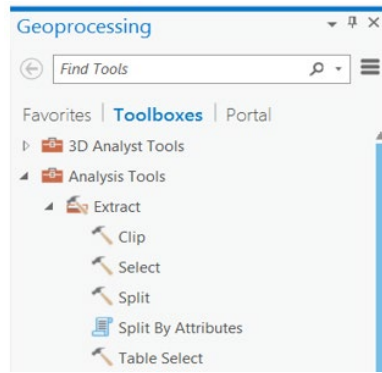 Geoprocessing
Find Tools
Favorites | Toolboxes | Portal
3D Analyst Tools
Analysis Tools
Extract
Clip
Select
Split
Split By Attributes
Table Select